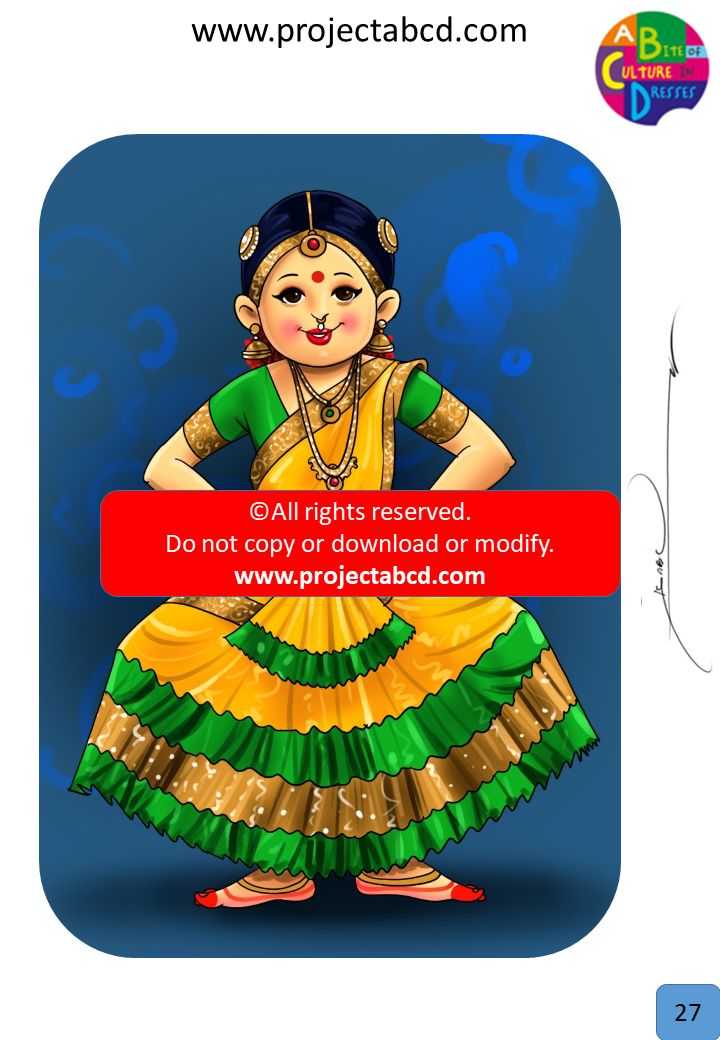 www.projectabcd.com
A BITE OF
CULTURE IN
DRESSES
©All rights reserved.
Do not copy or download or modify.
www.projectabcd.com
27